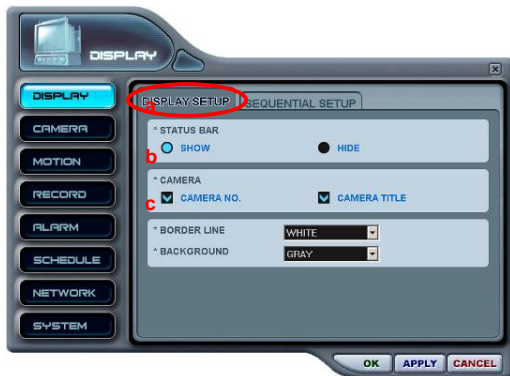 DISPLAY
DISPLAY
CAMERA
MOTION
RECORD
ALARM
SCHEDULE
NETWORK
SYSTEM
a
DISPLAY SETUP SEQUENTIAL SETUP
* STATUS BAR
b
SHOW HIDE
* CAMERA
c
CAMERA NO. CAMERA TITLE
* BORDER LINE WHITE
* BACKGROUND GRAY
OK APPLY CANCEL